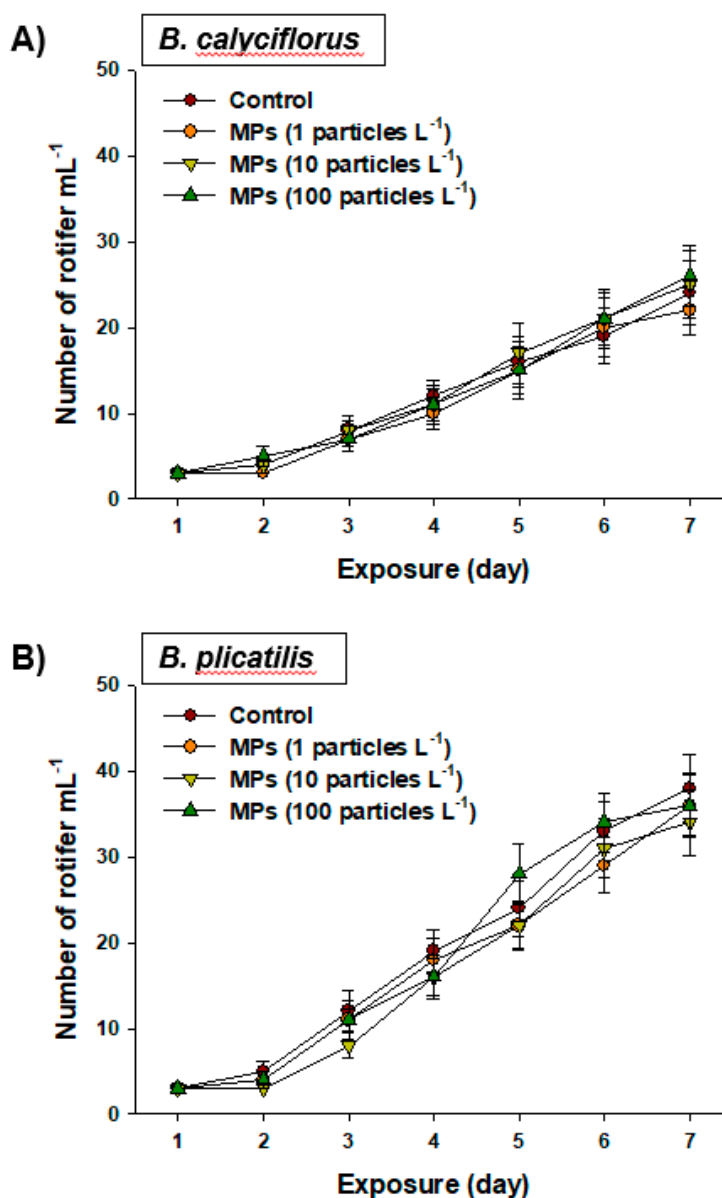 A)
B. calyciflorus
50
40
30
20
10
0
Number of rotifer mL⁻¹
Control
MPs (1 particles L⁻¹)
MPs (10 particles L⁻¹)
MPs (100 particles L⁻¹)
1 2 3 4 5 6 7
Exposure (day)
B)
B. plicatilis
50
40
30
20
10
0
Number of rotifer mL⁻¹
Control
MPs (1 particles L⁻¹)
MPs (10 particles L⁻¹)
MPs (100 particles L⁻¹)
1 2 3 4 5 6 7
Exposure (day)